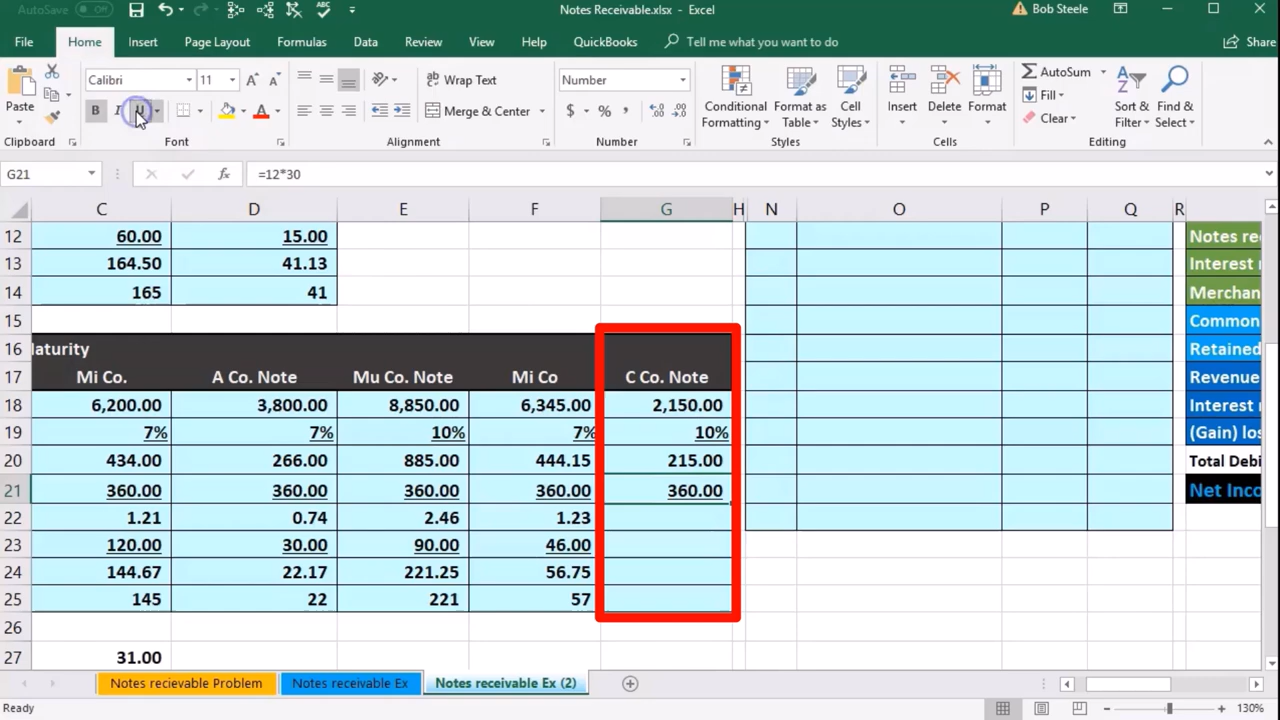 AutoSave Off Notes Receivable.xlsx - Excel Bob Steele
File Home Insert Page Layout Formulas Data Review View Help QuickBooks Tell me what you want to do Share
Calibri 11 Wrap Text Number AutoSum
Paste B I U Merge & Center $ % Conditional Formatting Format as Table Cell Styles Insert Delete Format Fill Clear Sort & Filter Find & Select
Clipboard Font Alignment Number Styles Cells Editing
G21 fx =12*30
C D E F G H N O P Q R
12 60.00 15.00 Notes re
13 164.50 41.13 Interest
14 165 41 Merchan
15 Common
16 aturity Retained
17 Mi Co. A Co. Note Mu Co. Note Mi Co C Co. Note Revenue
18 6,200.00 3,800.00 8,850.00 6,345.00 2,150.00 Interest
19 7% 7% 10% 7% 10% (Gain) los
20 434.00 266.00 885.00 444.15 215.00 Total Debi
21 360.00 360.00 360.00 360.00 360.00 Net Inco
22 1.21 0.74 2.46 1.23
23 120.00 30.00 90.00 46.00
24 144.67 22.17 221.25 56.75
25 145 22 221 57
26
27 31.00
Notes recievable Problem Notes receivable Ex Notes receivable Ex (2)
Ready 130%